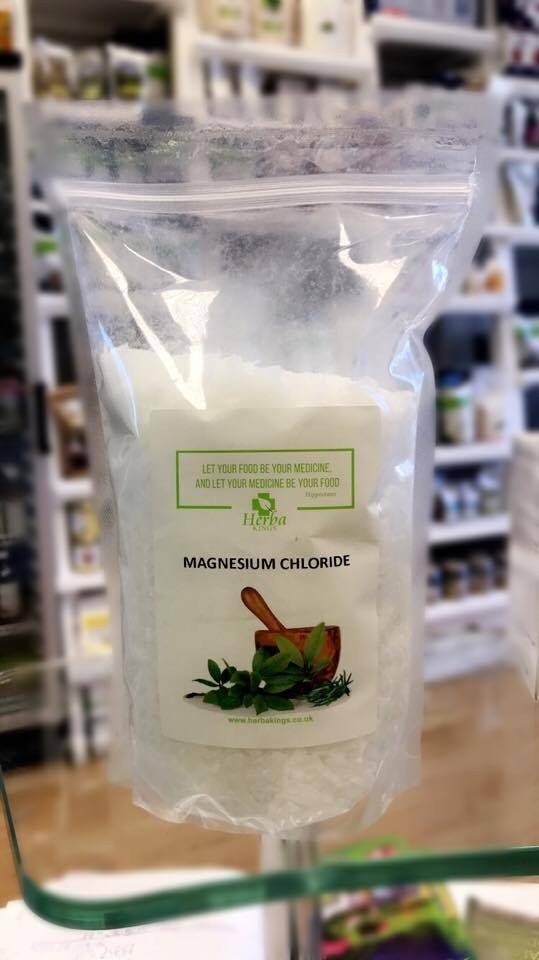 LET YOUR FOOD BE YOUR MEDICINE,
AND LET YOUR MEDICINE BE YOUR FOOD
Hippocrates
Herba
KINGS
MAGNESIUM CHLORIDE
www.herbakings.co.uk